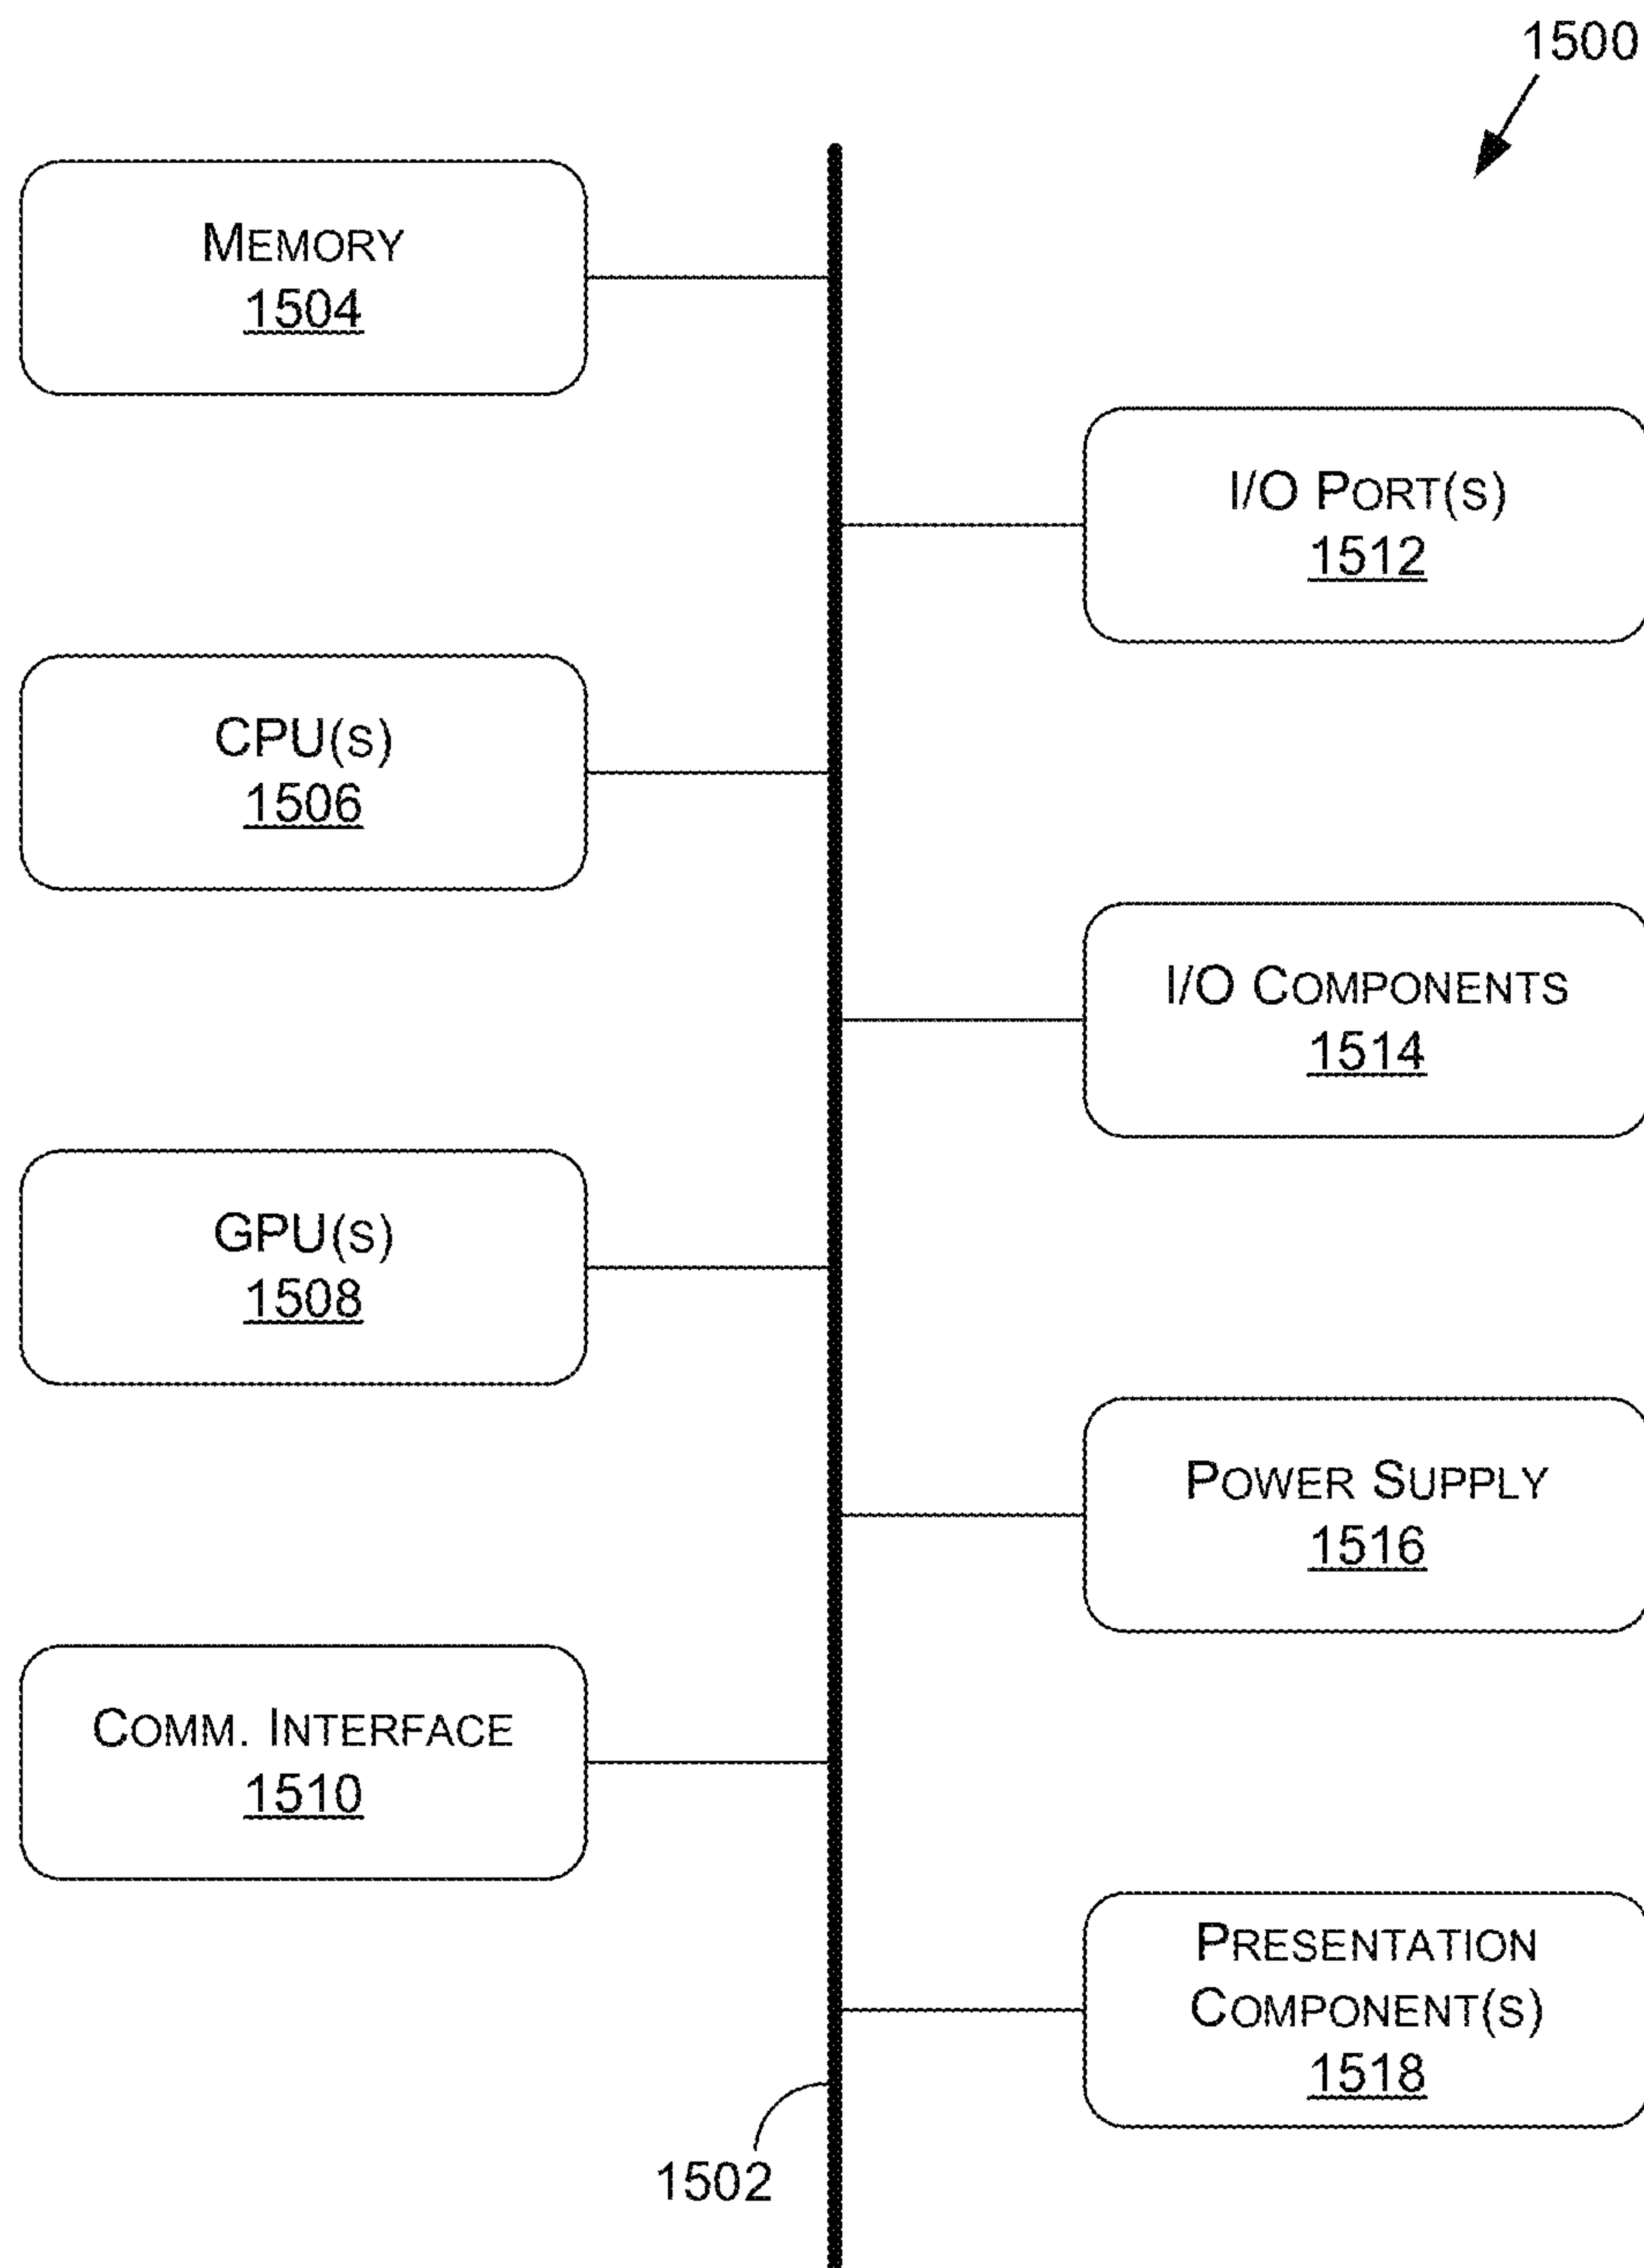 1500
MEMORY
1504
I/O PORT(S)
1512
CPU(S)
1506
I/O COMPONENTS
1514
GPU(S)
1508
POWER SUPPLY
1516
COMM. INTERFACE
1510
PRESENTATION
COMPONENT(S)
1518
1502